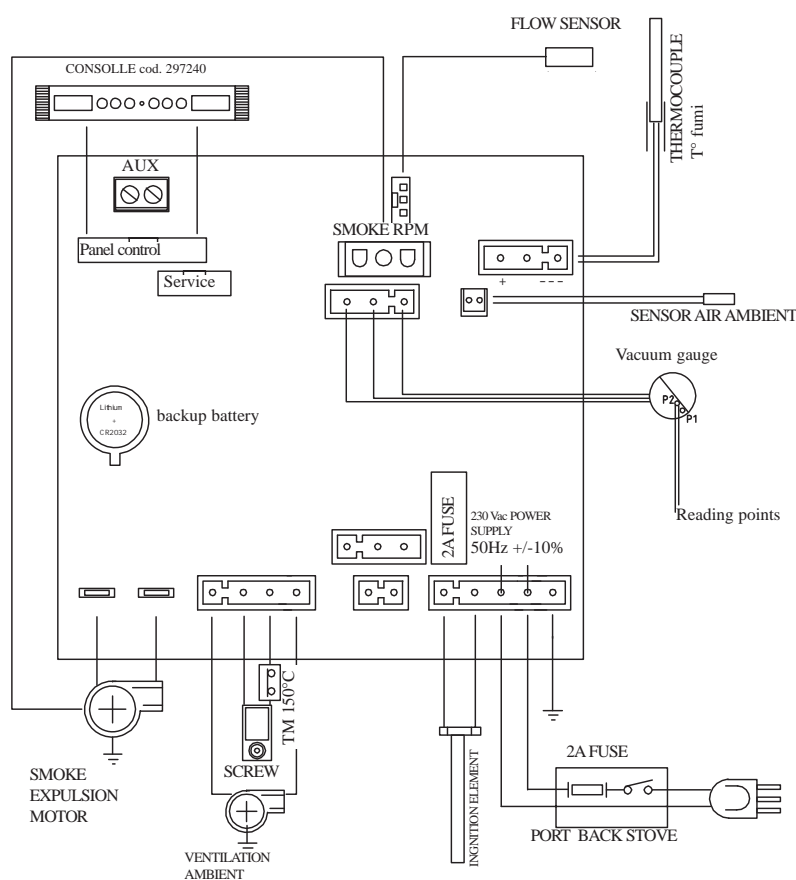 FLOW SENSOR
CONSOLLE cod. 297240
THERMOCOUPLE
T° fumi
AUX
SMOKE RPM
Panel control
Service
+
---
SENSOR AIR AMBIENT
Vacuum gauge
P2
P1
Lithium
+
CR2032
backup battery
Reading points
2A FUSE
230 Vac POWER
SUPPLY
50Hz +/-10%
TM 150°C
SCREW
SMOKE
EXPULSION
MOTOR
VENTILATION
AMBIENT
INGNITION ELEMENT
2A FUSE
PORT BACK STOVE